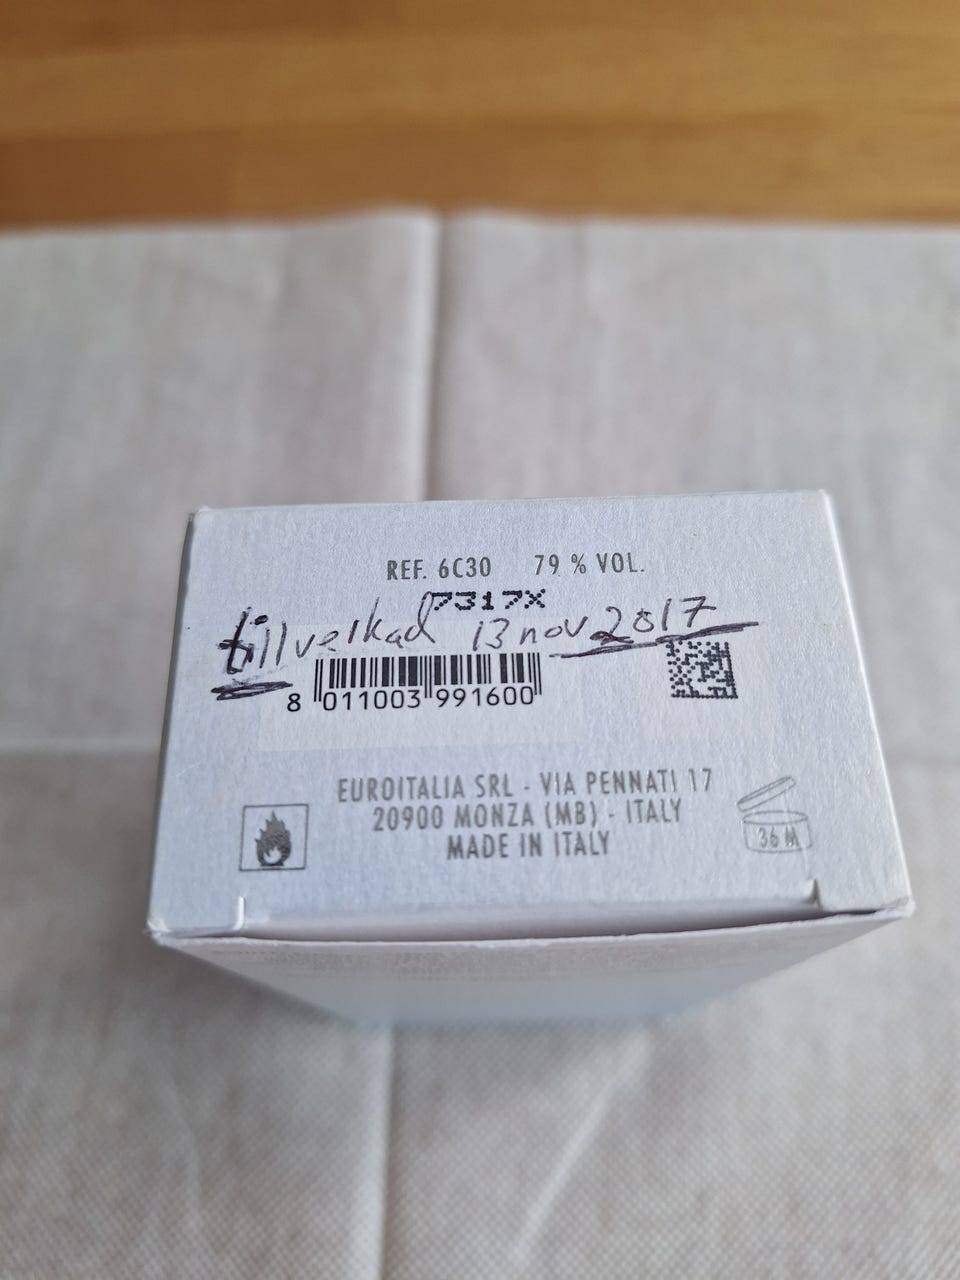 REF. 6C30 79 % VOL.
7317X
tillverkad 13 nov 2017
8 011003 991600
EUROITALIA SRL - VIA PENNATI 17
20900 MONZA (MB) - ITALY
MADE IN ITALY
36 M